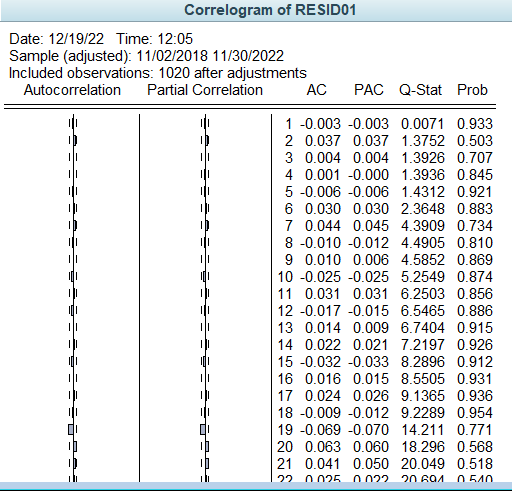 Correlogram of RESID01
Date: 12/19/22 Time: 12:05
Sample (adjusted): 11/02/2018 11/30/2022
Included observations: 1020 after adjustments
Autocorrelation Partial Correlation AC PAC Q-Stat Prob
1 -0.003 -0.003 0.0071 0.933
2 0.037 0.037 1.3752 0.503
3 0.004 0.004 1.3926 0.707
4 0.001 -0.000 1.3936 0.845
5 -0.006 -0.006 1.4312 0.921
6 0.030 0.030 2.3648 0.883
7 0.044 0.045 4.3909 0.734
8 -0.010 -0.012 4.4905 0.810
9 0.010 0.006 4.5852 0.869
10 -0.025 -0.025 5.2549 0.874
11 0.031 0.031 6.2503 0.856
12 -0.017 -0.015 6.5465 0.886
13 0.014 0.009 6.7404 0.915
14 0.022 0.021 7.2197 0.926
15 -0.032 -0.033 8.2896 0.912
16 0.016 0.015 8.5505 0.931
17 0.024 0.026 9.1365 0.936
18 -0.009 -0.012 9.2289 0.954
19 -0.069 -0.070 14.211 0.771
20 0.063 0.060 18.296 0.568
21 0.041 0.050 20.049 0.518
22 0.025 0.022 20.694 0.540